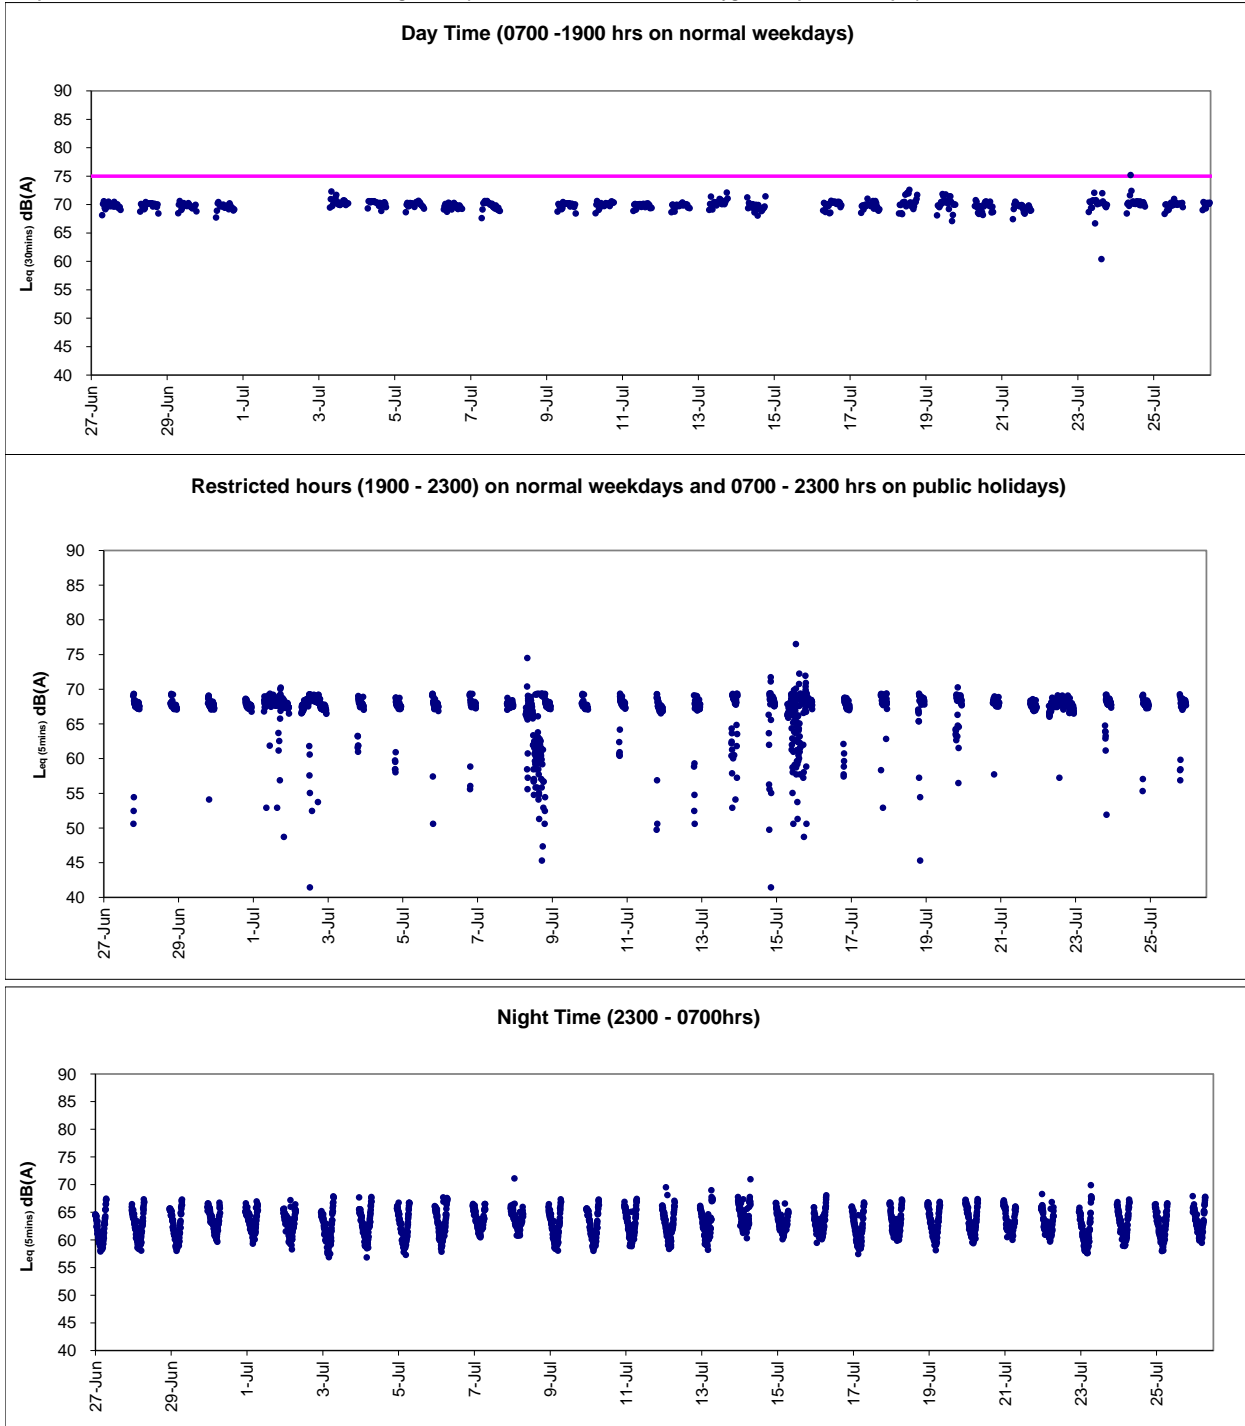 Day Time (0700 -1900 hrs on normal weekdays)
90
85
80
75
70
65
60
55
50
45
40
Leq (30mins) dB(A)
27-Jun
29-Jun
1-Jul
3-Jul
5-Jul
7-Jul
9-Jul
11-Jul
13-Jul
15-Jul
17-Jul
19-Jul
21-Jul
23-Jul
25-Jul
Restricted hours (1900 - 2300) on normal weekdays and 0700 - 2300 hrs on public holidays)
90
85
80
75
70
65
60
55
50
45
40
Leq (5mins) dB(A)
27-Jun
29-Jun
1-Jul
3-Jul
5-Jul
7-Jul
9-Jul
11-Jul
13-Jul
15-Jul
17-Jul
19-Jul
21-Jul
23-Jul
25-Jul
Night Time (2300 - 0700hrs)
90
85
80
75
70
65
60
55
50
45
40
Leq (5mins) dB(A)
27-Jun
29-Jun
1-Jul
3-Jul
5-Jul
7-Jul
9-Jul
11-Jul
13-Jul
15-Jul
17-Jul
19-Jul
21-Jul
23-Jul
25-Jul